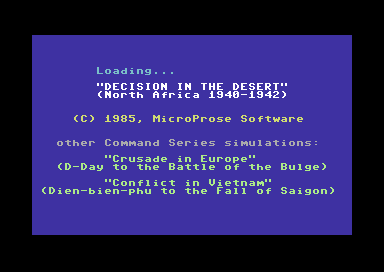 Loading...
"DECISION IN THE DESERT"
(North Africa 1940-1942)
(C) 1985, MicroProse Software
other Command Series simulations:
"Crusade in Europe"
(D-Day to the Battle of the Bulge)
"Conflict in Vietnam"
(Dien-bien-phu to the Fall of Saigon)